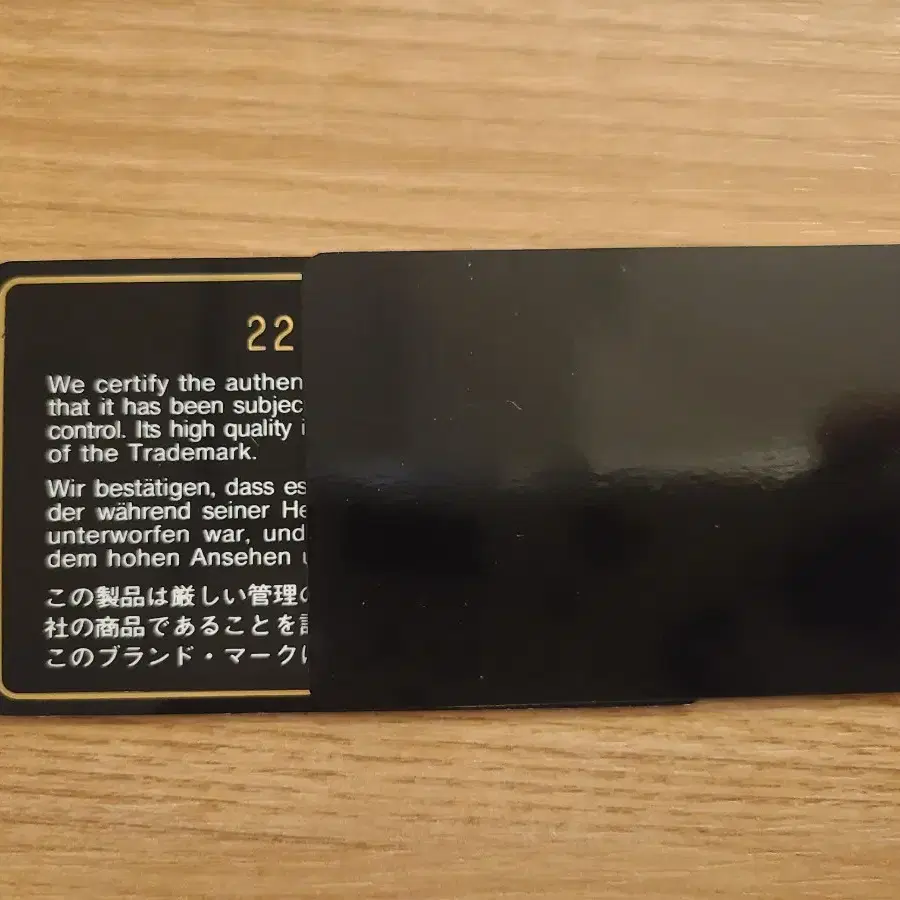 22
We certify the authen
that it has been subjec
control. Its high quality
of the Trademark.
Wir bestätigen, dass es
der während seiner He
unterworfen war, und
dem hohen Ansehen
この製品は厳しい管理の
社の商品であることを
このブランド・マーク